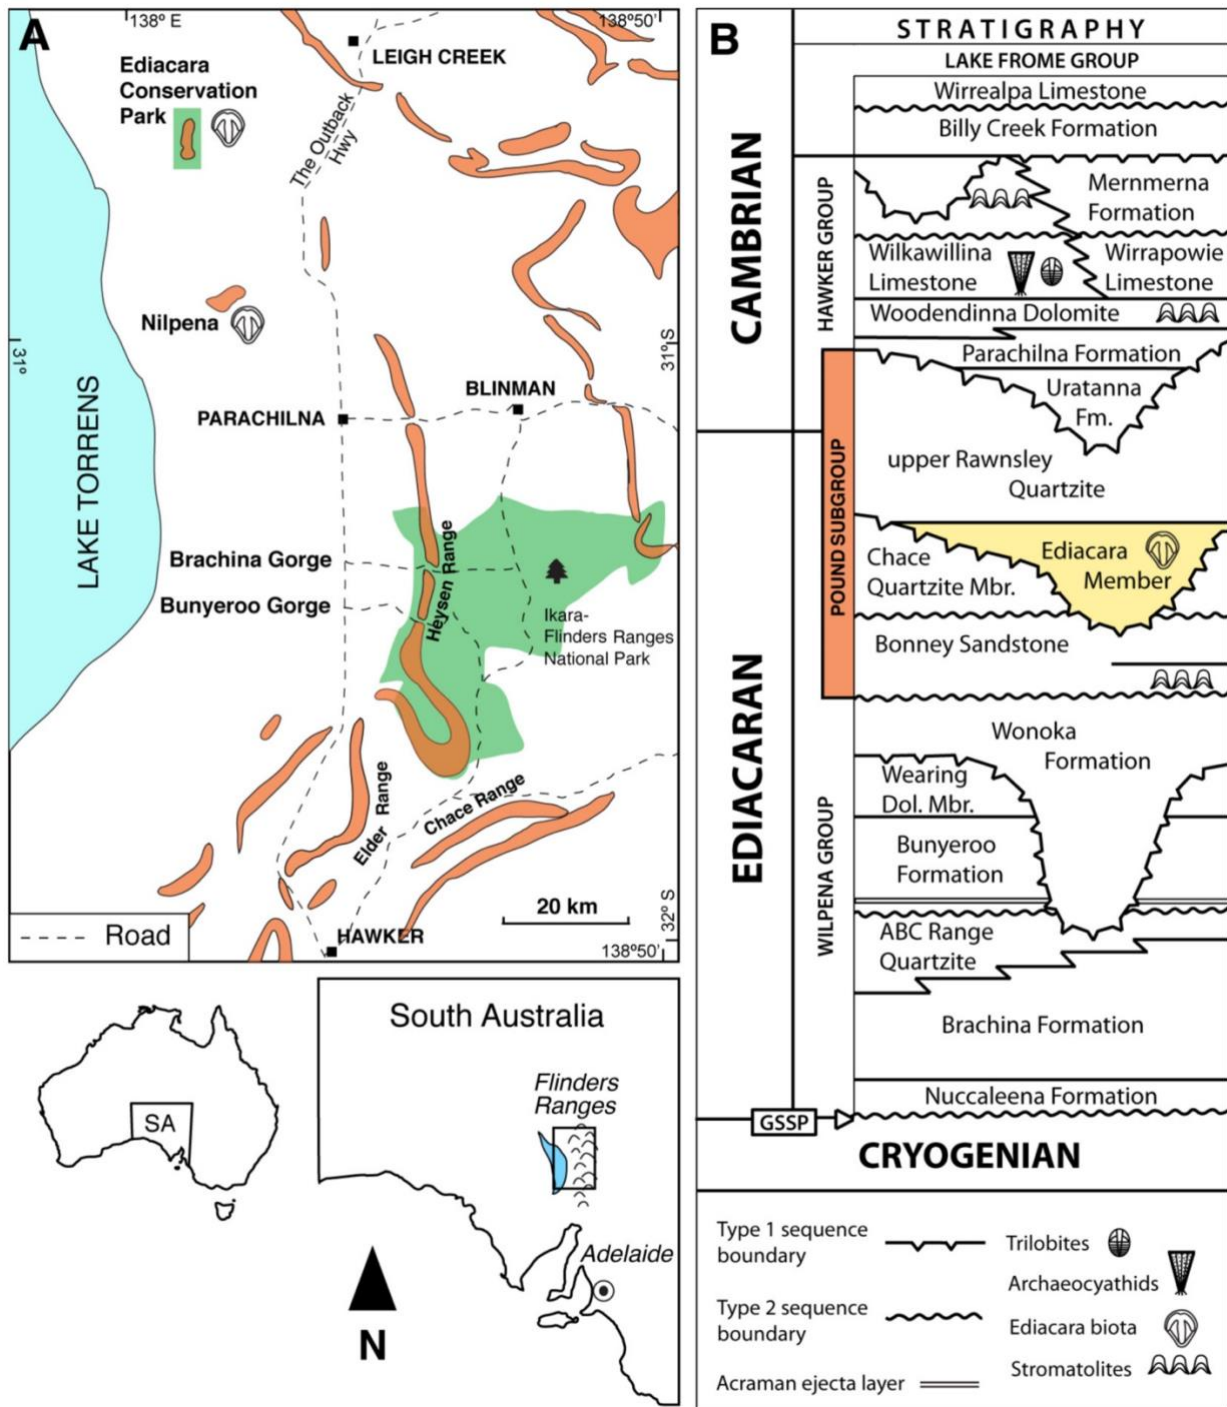 A
138º E
138º50'
LEIGH CREEK
Ediacara
Conservation
Park
The Outback
Hwy
Nilpena
31º
31º S
LAKE TORRENS
PARACHILNA
BLINMAN
Brachina Gorge
Bunyeroo Gorge
Heysen Range
Ikara-
Flinders Ranges
National Park
Elder Range
Chace Range
20 km
32º S
Road
HAWKER
138º50'
SA
South Australia
Flinders
Ranges
Adelaide
N
B
STRATIGRAPHY
LAKE FROME GROUP
Wirrealpa Limestone
Billy Creek Formation
CAMBRIAN
HAWKER GROUP
Mernmerna
Formation
Wilkawillina
Limestone
Wirrapowie
Limestone
Woodendinna Dolomite
Parachilna Formation
Uratanna
Fm.
POUND SUBGROUP
upper Rawnsley
Quartzite
Chace
Quartzite Mbr.
Ediacara
Member
Bonney Sandstone
EDIACARAN
WILPENA GROUP
Wonoka
Formation
Wearing
Dol. Mbr.
Bunyeroo
Formation
ABC Range
Quartzite
Brachina Formation
Nuccaleena Formation
GSSP
CRYOGENIAN
Type 1 sequence
boundary
Trilobites
Archaeocyathids
Type 2 sequence
boundary
Ediacara biota
Stromatolites
Acraman ejecta layer